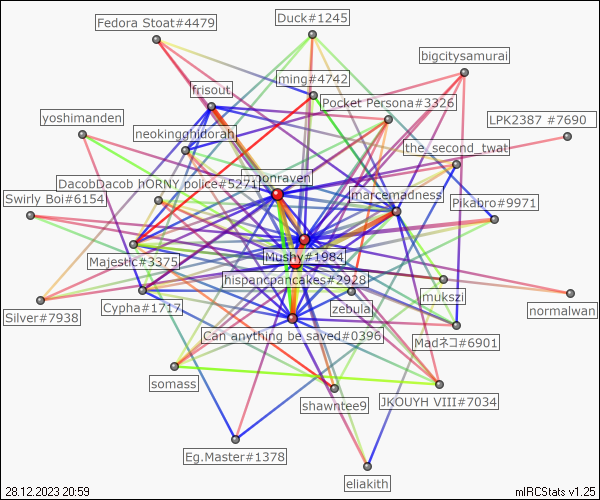 Duck#1245
Fedora Stoat#4479
bigcitysamurai
ming#4742
frisout
Pocket Persona#3326
yoshimanden
LPK2387 #7690
neokingghidorah
the_second_twat
DacobDacob hORNY police#5271
marcemadness
Swirly Boi#6154
Pikabro#9971
Mushy#1984
Majestic#3375
hispancpancakes#2928
mukszi
Cypha#1717
zebula
normalwan
Silver#7938
Can anything be saved#0396
Madネコ#6901
somass
shawntee9
JKOUYH VIII#7034
Eg.Master#1378
eliakith
28.12.2023 20:59
mIRCStats v1.25